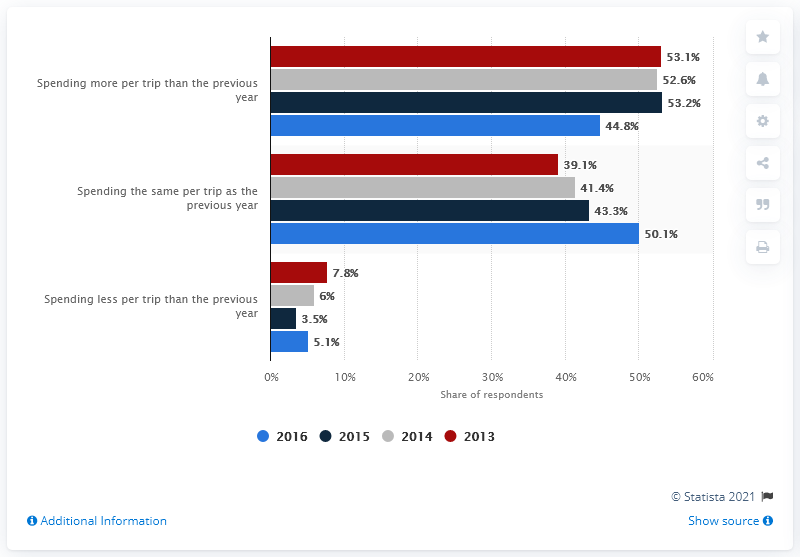 Spending more per trip than the previous
year
53.1%
52.6%
53.2%
44.8%
Spending the same per trip as the
previous year
39.1%
41.4%
43.3%
50.1%
Spending less per trip than the previous
year
7.8%
6%
3.5%
5.1%
0% 10% 20% 30% 40% 50% 60%
Share of respondents
2016 2015 2014 2013
© Statista 2021
Additional Information
Show source